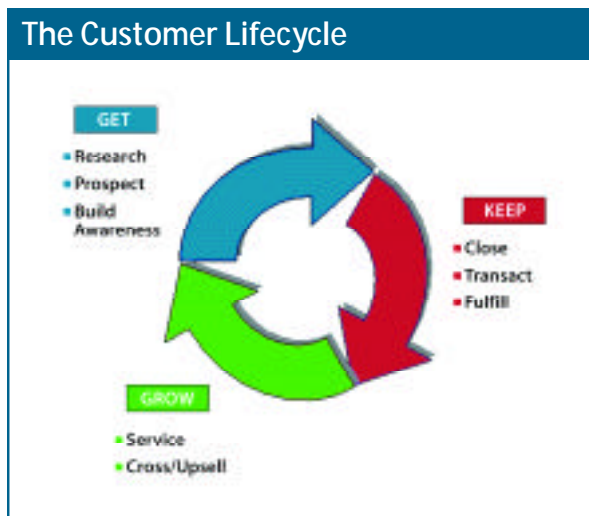 The Customer Lifecycle
GET
Research
Prospect
Build
Awareness
KEEP
Close
Transact
Fulfill
GROW
Service
Cross/Upsell